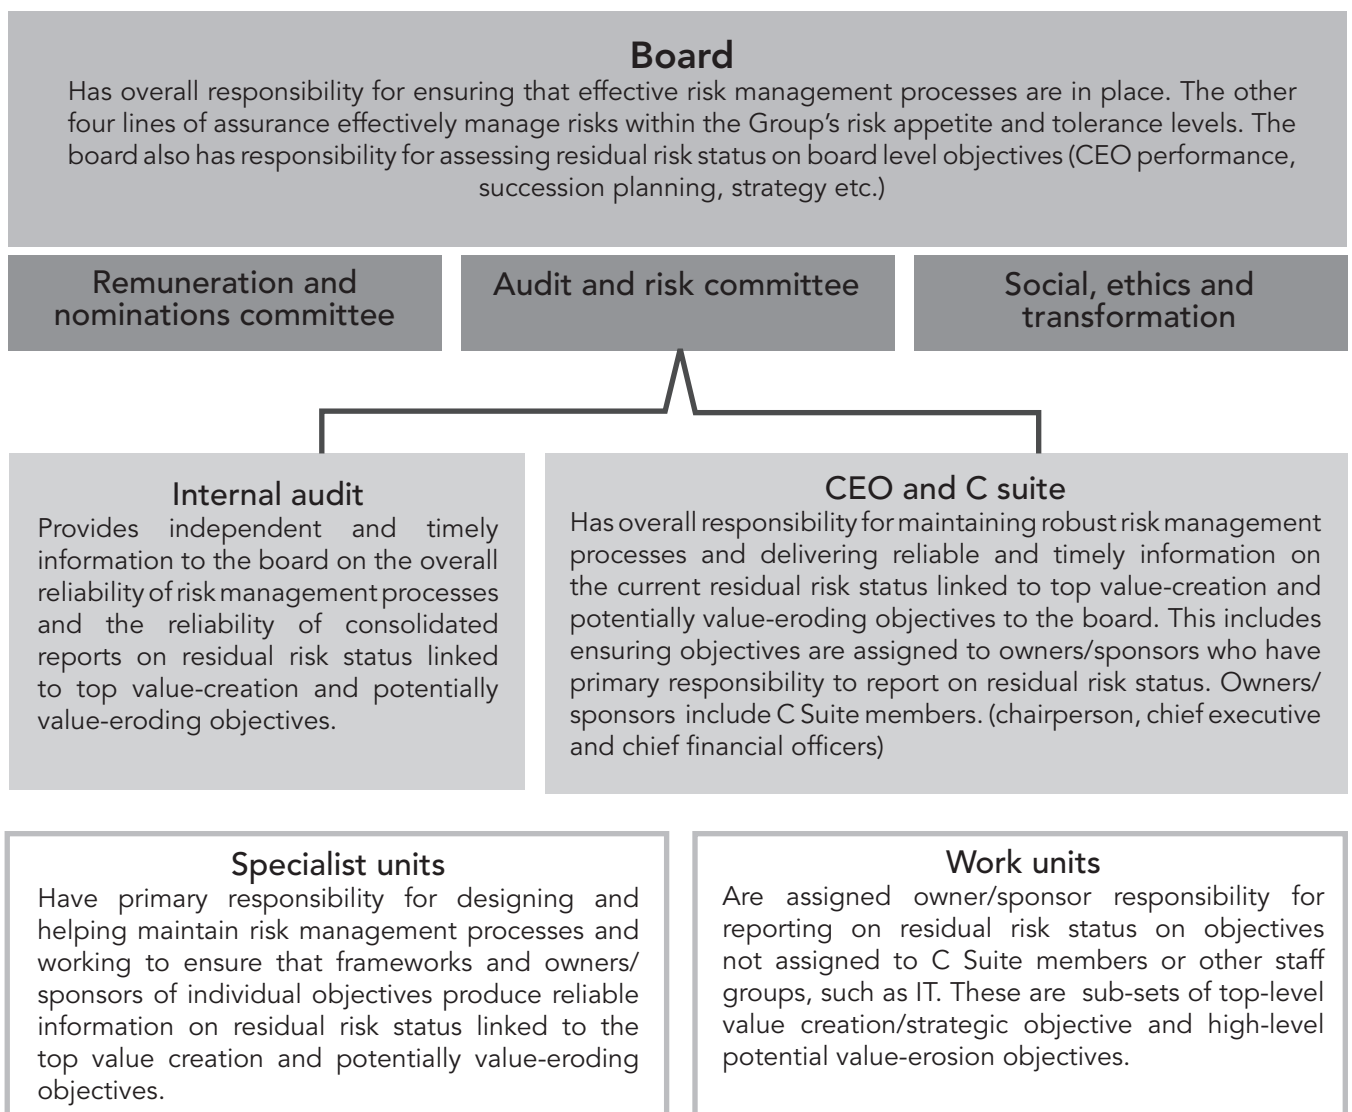 Board
Has overall responsibility for ensuring that effective risk management processes are in place. The other
four lines of assurance effectively manage risks within the Group's risk appetite and tolerance levels. The
board also has responsibility for assessing residual risk status on board level objectives (CEO performance,
succession planning, strategy etc.)
Remuneration and
nominations committee
Audit and risk committee
Social, ethics and
transformation
Internal audit
Provides independent and timely
information to the board on the overall
reliability of risk management processes
and the reliability of consolidated
reports on residual risk status linked
to top value-creation and potentially
value-eroding objectives.
CEO and C suite
Has overall responsibility for maintaining robust risk management
processes and delivering reliable and timely information on
the current residual risk status linked to top value-creation and
potentially value-eroding objectives to the board. This includes
ensuring objectives are assigned to owners/sponsors who have
primary responsibility to report on residual risk status. Owners/
sponsors include C Suite members. (chairperson, chief executive
and chief financial officers)
Specialist units
Have primary responsibility for designing and
helping maintain risk management processes and
working to ensure that frameworks and owners/
sponsors of individual objectives produce reliable
information on residual risk status linked to the
top value creation and potentially value-eroding
objectives.
Work units
Are assigned owner/sponsor responsibility for
reporting on residual risk status on objectives
not assigned to C Suite members or other staff
groups, such as IT. These are sub-sets of top-level
value creation/strategic objective and high-level
potential value-erosion objectives.